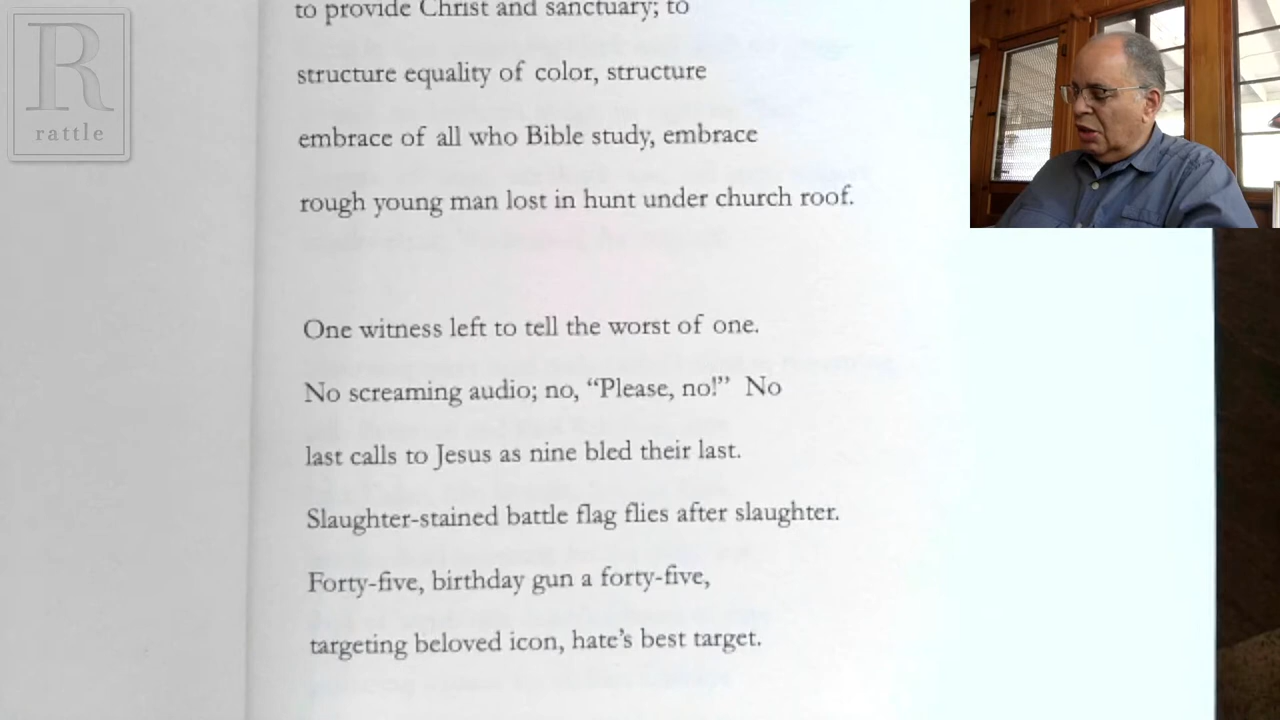 R
rattle
to provide Christ and sanctuary; to
structure equality of color, structure
embrace of all who Bible study, embrace
rough young man lost in hunt under church roof.
One witness left to tell the worst of one.
No screaming audio; no, “Please, no!” No
last calls to Jesus as nine bled their last.
Slaughter-stained battle flag flies after slaughter.
Forty-five, birthday gun a forty-five,
targeting beloved icon, hate’s best target.